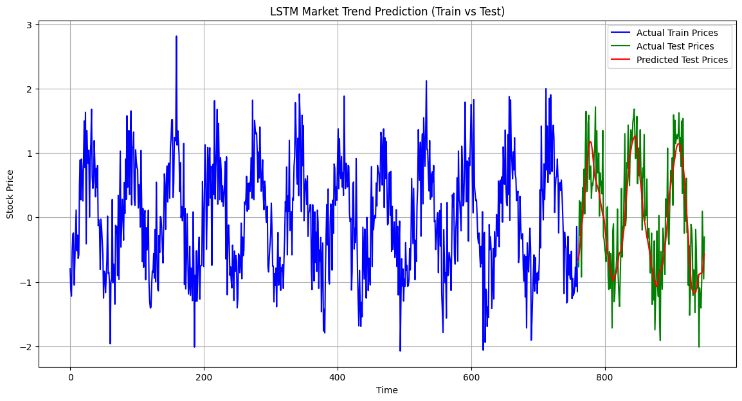 LSTM Market Trend Prediction (Train vs Test)
Actual Train Prices
Actual Test Prices
Predicted Test Prices
3
2
1
0
−1
−2
Stock Price
0
200
400
600
800
Time